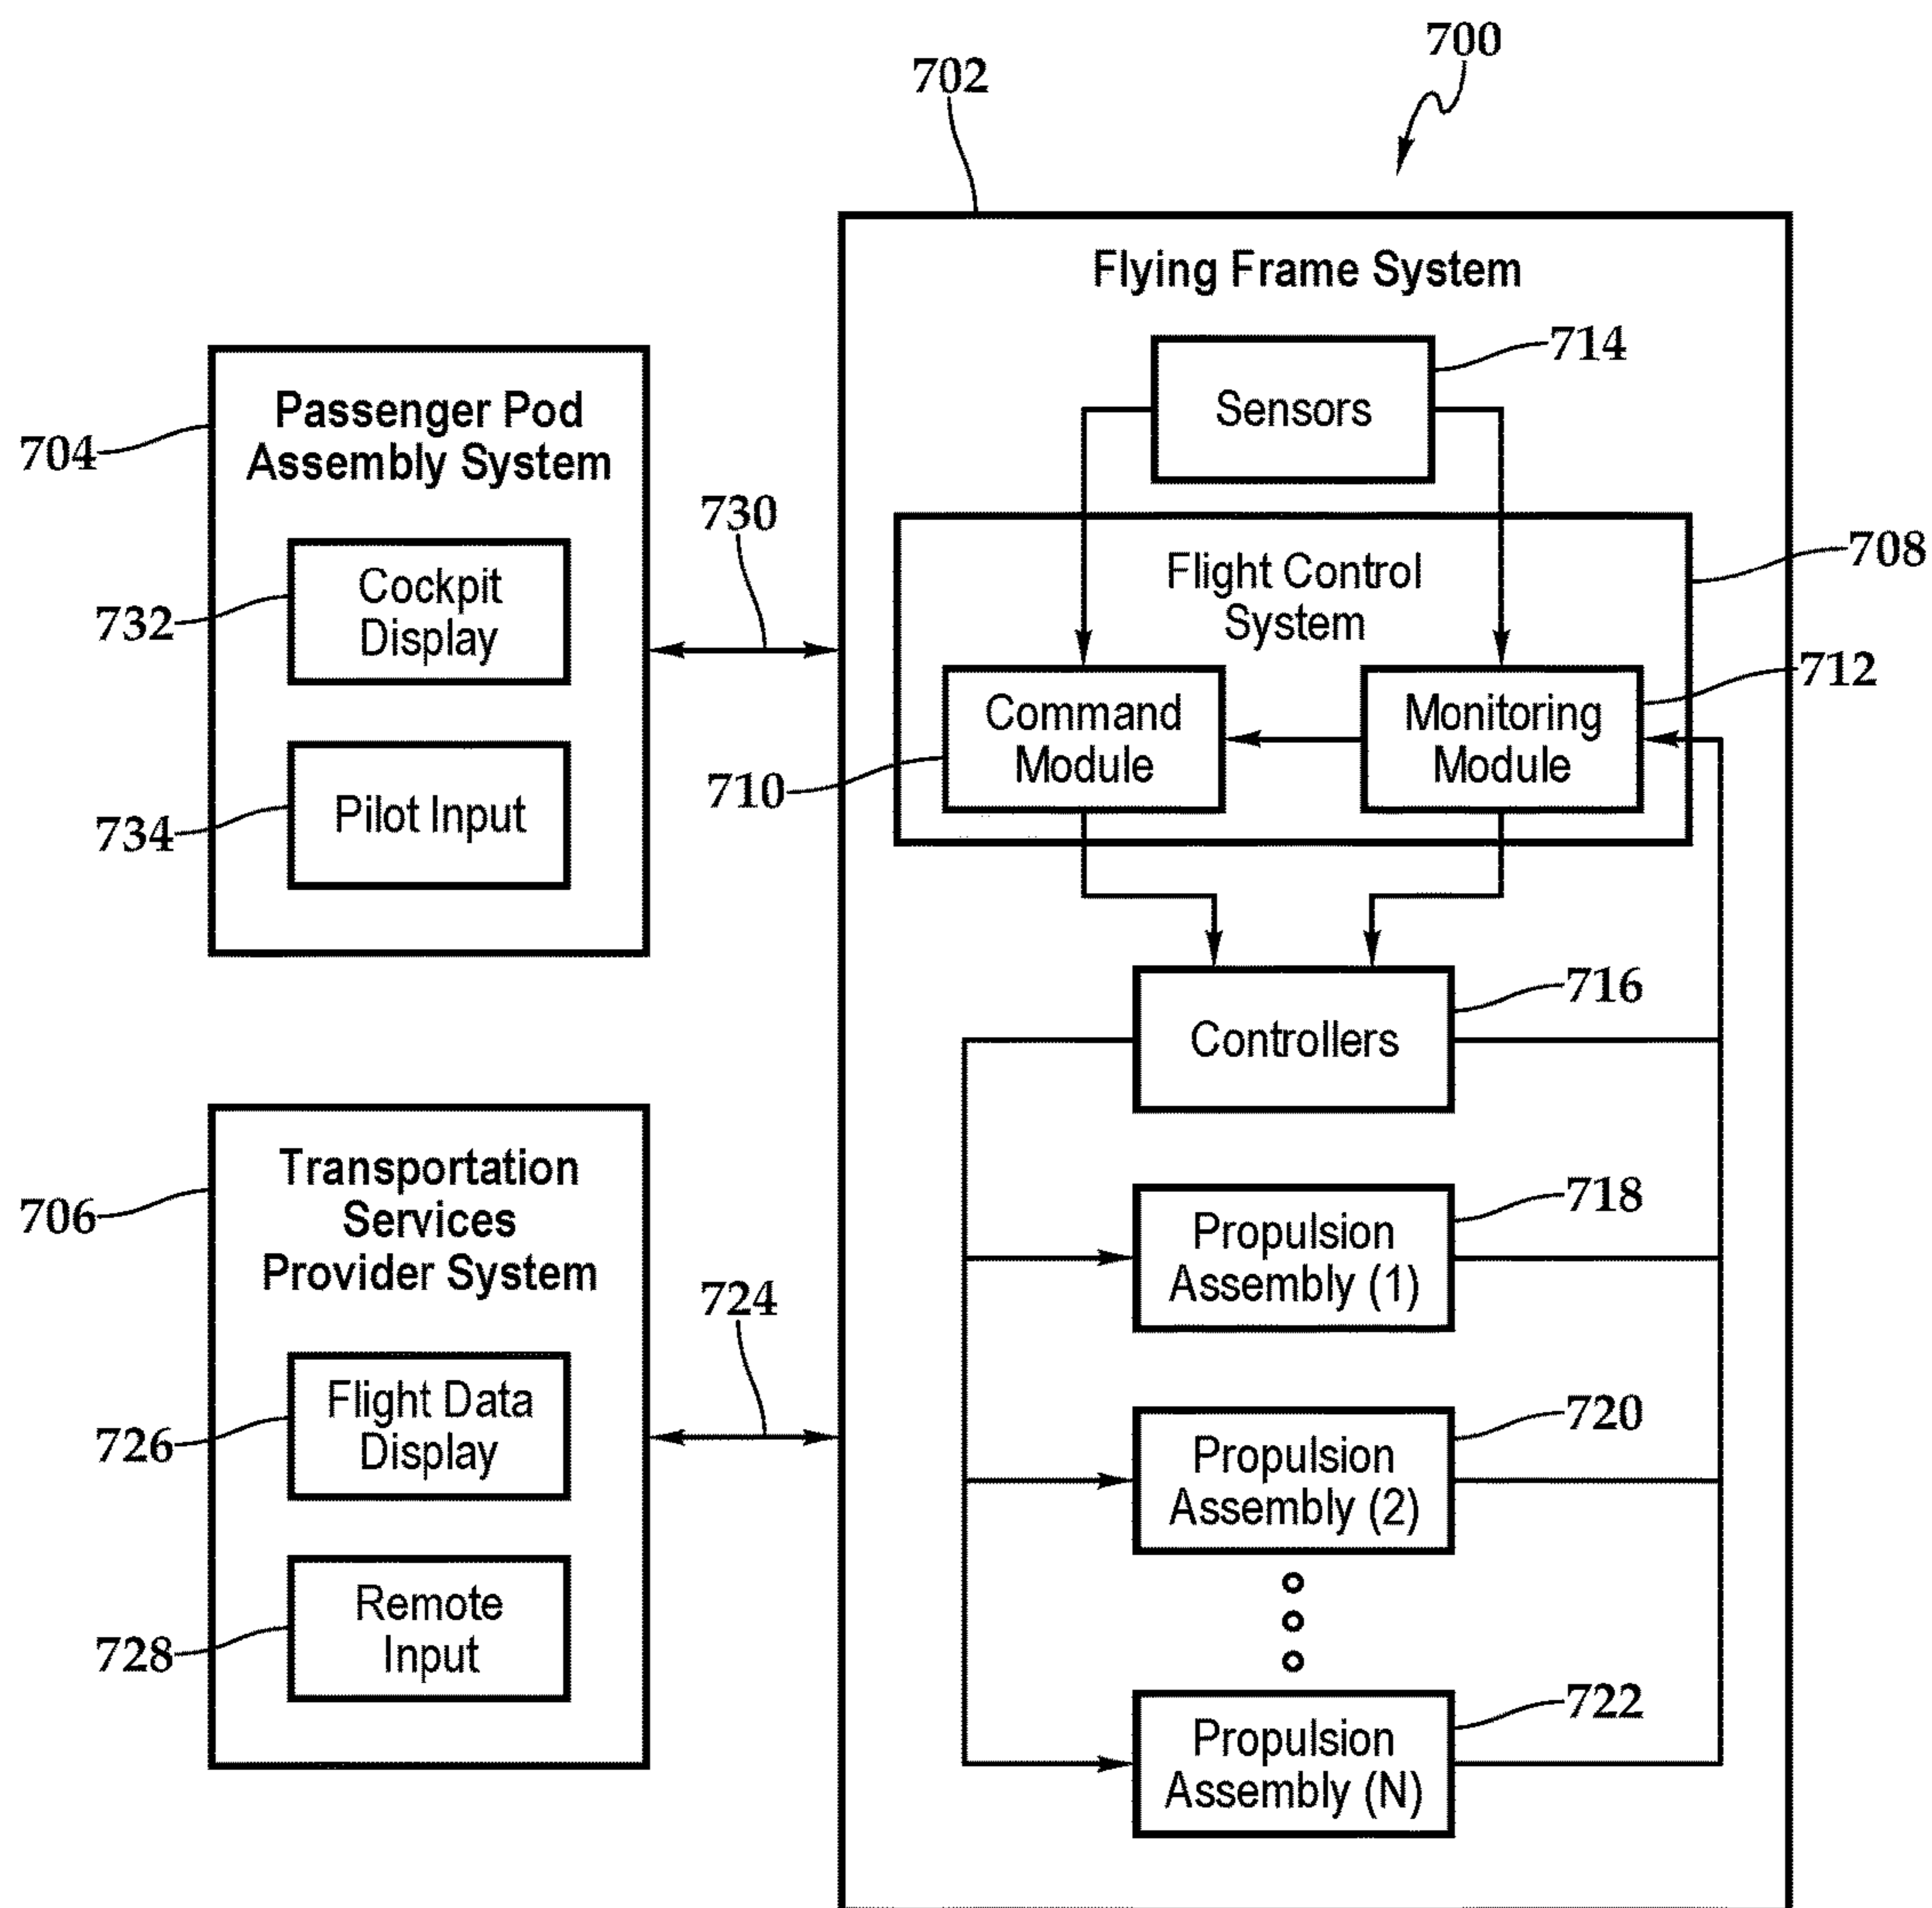 700
702
Flying Frame System
714
Sensors
Passenger Pod
Assembly System
704
730
708
Flight Control
System
Cockpit
Display
732
712
Command
Module
Monitoring
Module
710
Pilot Input
734
716
Controllers
Transportation
Services
Provider System
706
718
Propulsion
Assembly (1)
724
Flight Data
Display
726
720
Propulsion
Assembly (2)
Remote
Input
728
722
Propulsion
Assembly (N)